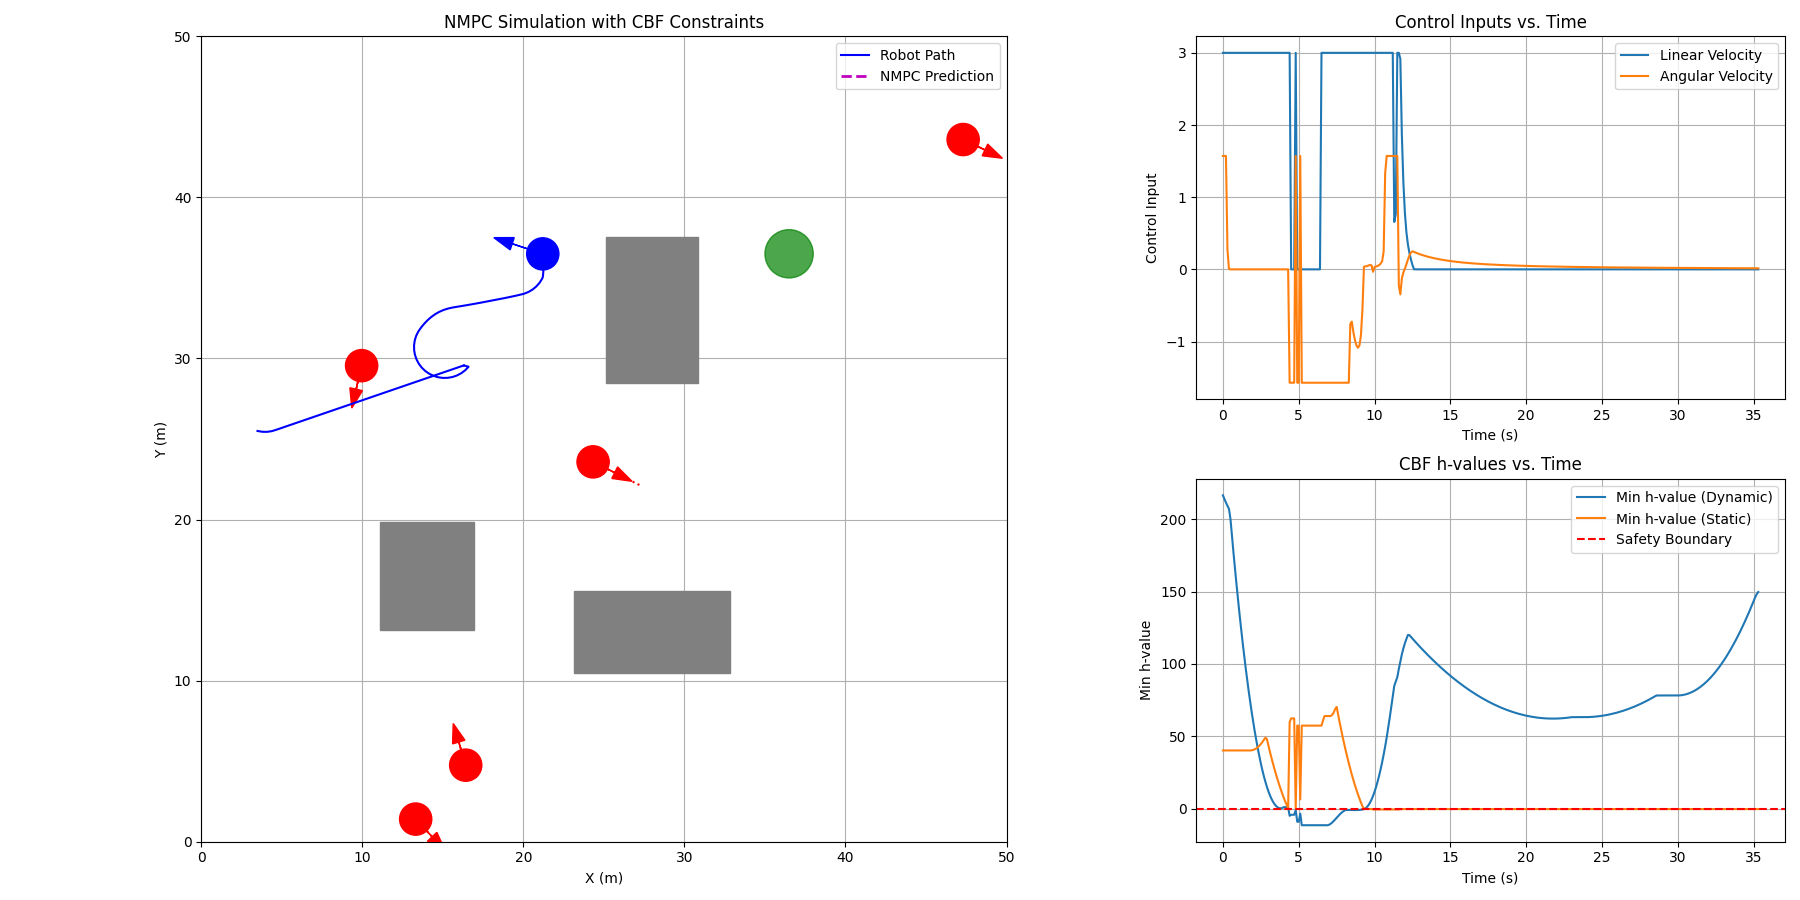 NMPC Simulation with CBF Constraints
50
40
30
20
10
0
Y (m)
0 10 20 30 40 50
X (m)
Robot Path
NMPC Prediction
Control Inputs vs. Time
3
2
1
0
−1
Control Input
0 5 10 15 20 25 30 35
Time (s)
Linear Velocity
Angular Velocity
CBF h-values vs. Time
200
150
100
50
0
Min h-value
0 5 10 15 20 25 30 35
Time (s)
Min h-value (Dynamic)
Min h-value (Static)
Safety Boundary